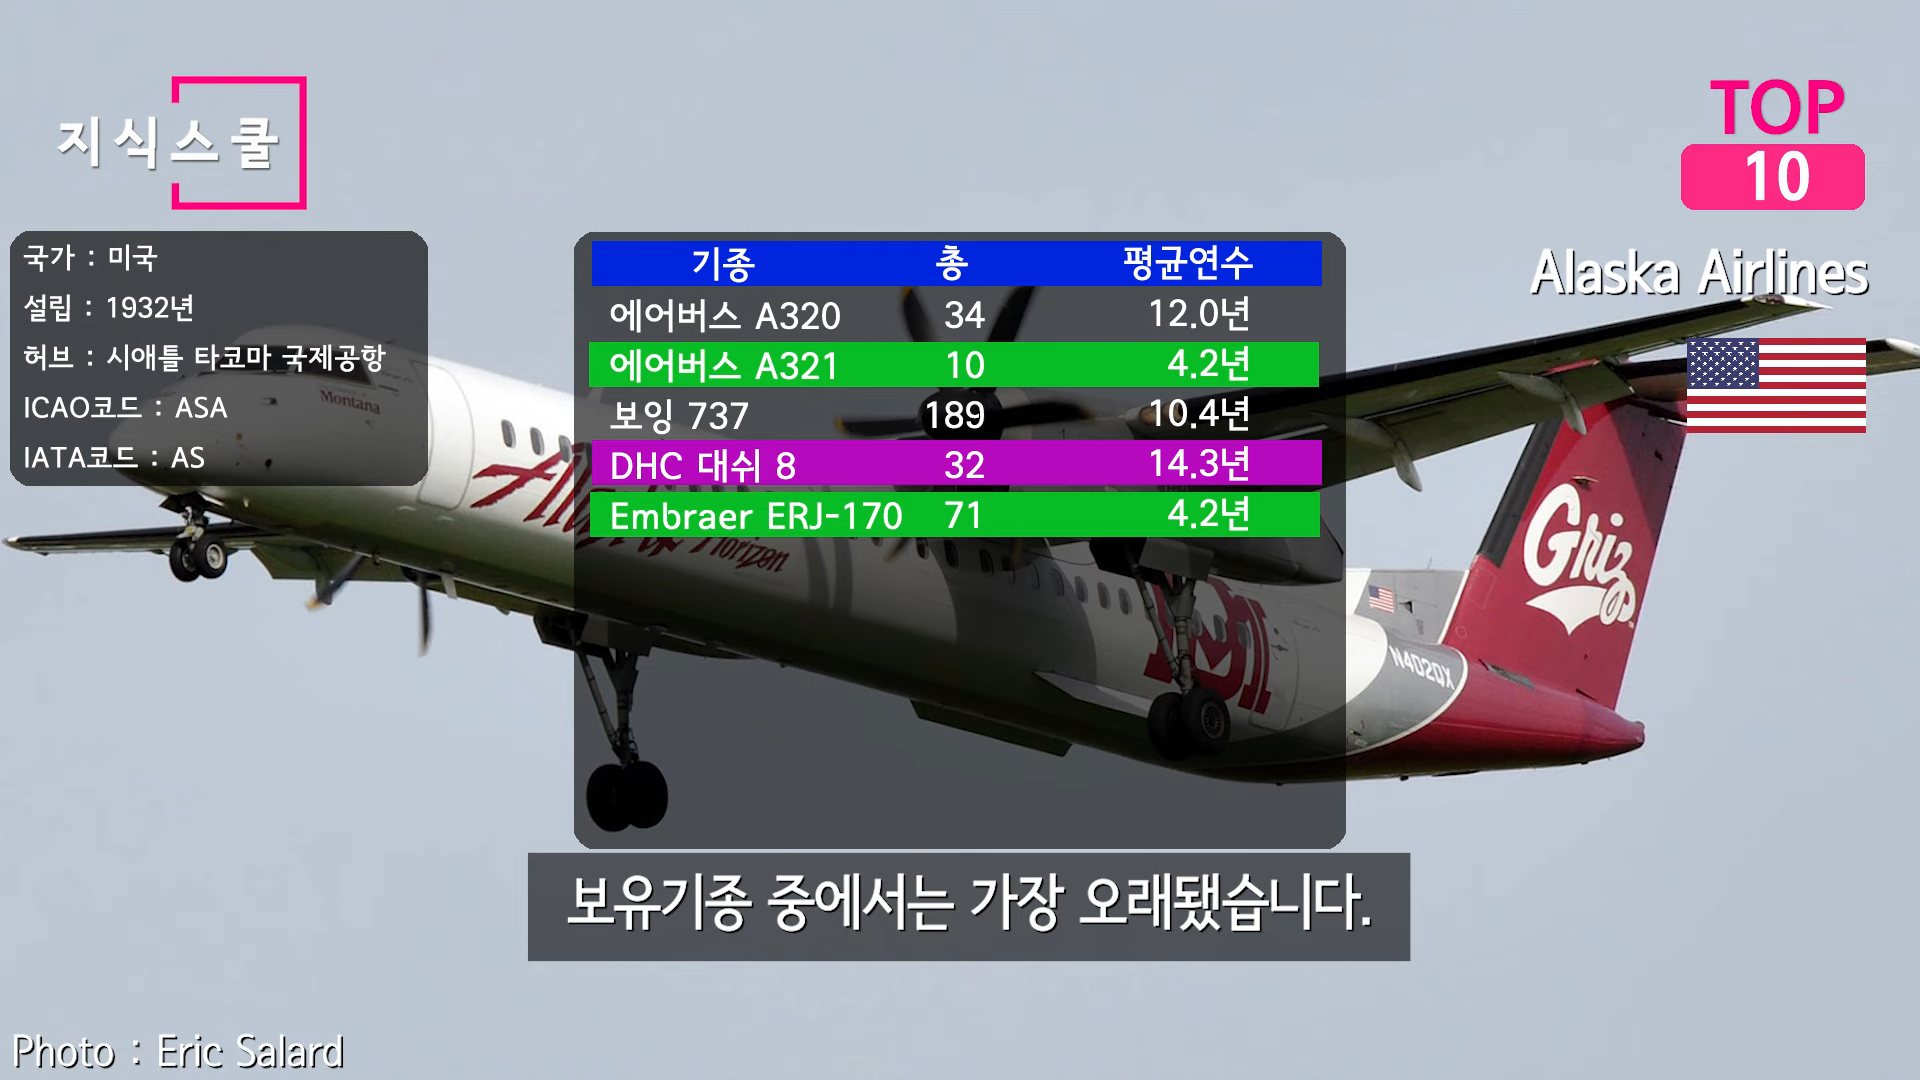 지식스쿨
TOP
10
국가 : 미국
설립 : 1932년
허브 : 시애틀 타코마 국제공항
ICAO코드 : ASA
IATA코드 : AS
기종 총 평균연수
에어버스 A320 34 12.0년
에어버스 A321 10 4.2년
보잉 737 189 10.4년
DHC 대쉬 8 32 14.3년
Embraer ERJ-170 71 4.2년
Alaska Airlines
Montana
Horizon
Griz
N402QX
보유기종 중에서는 가장 오래됐습니다.
Photo : Eric Salard